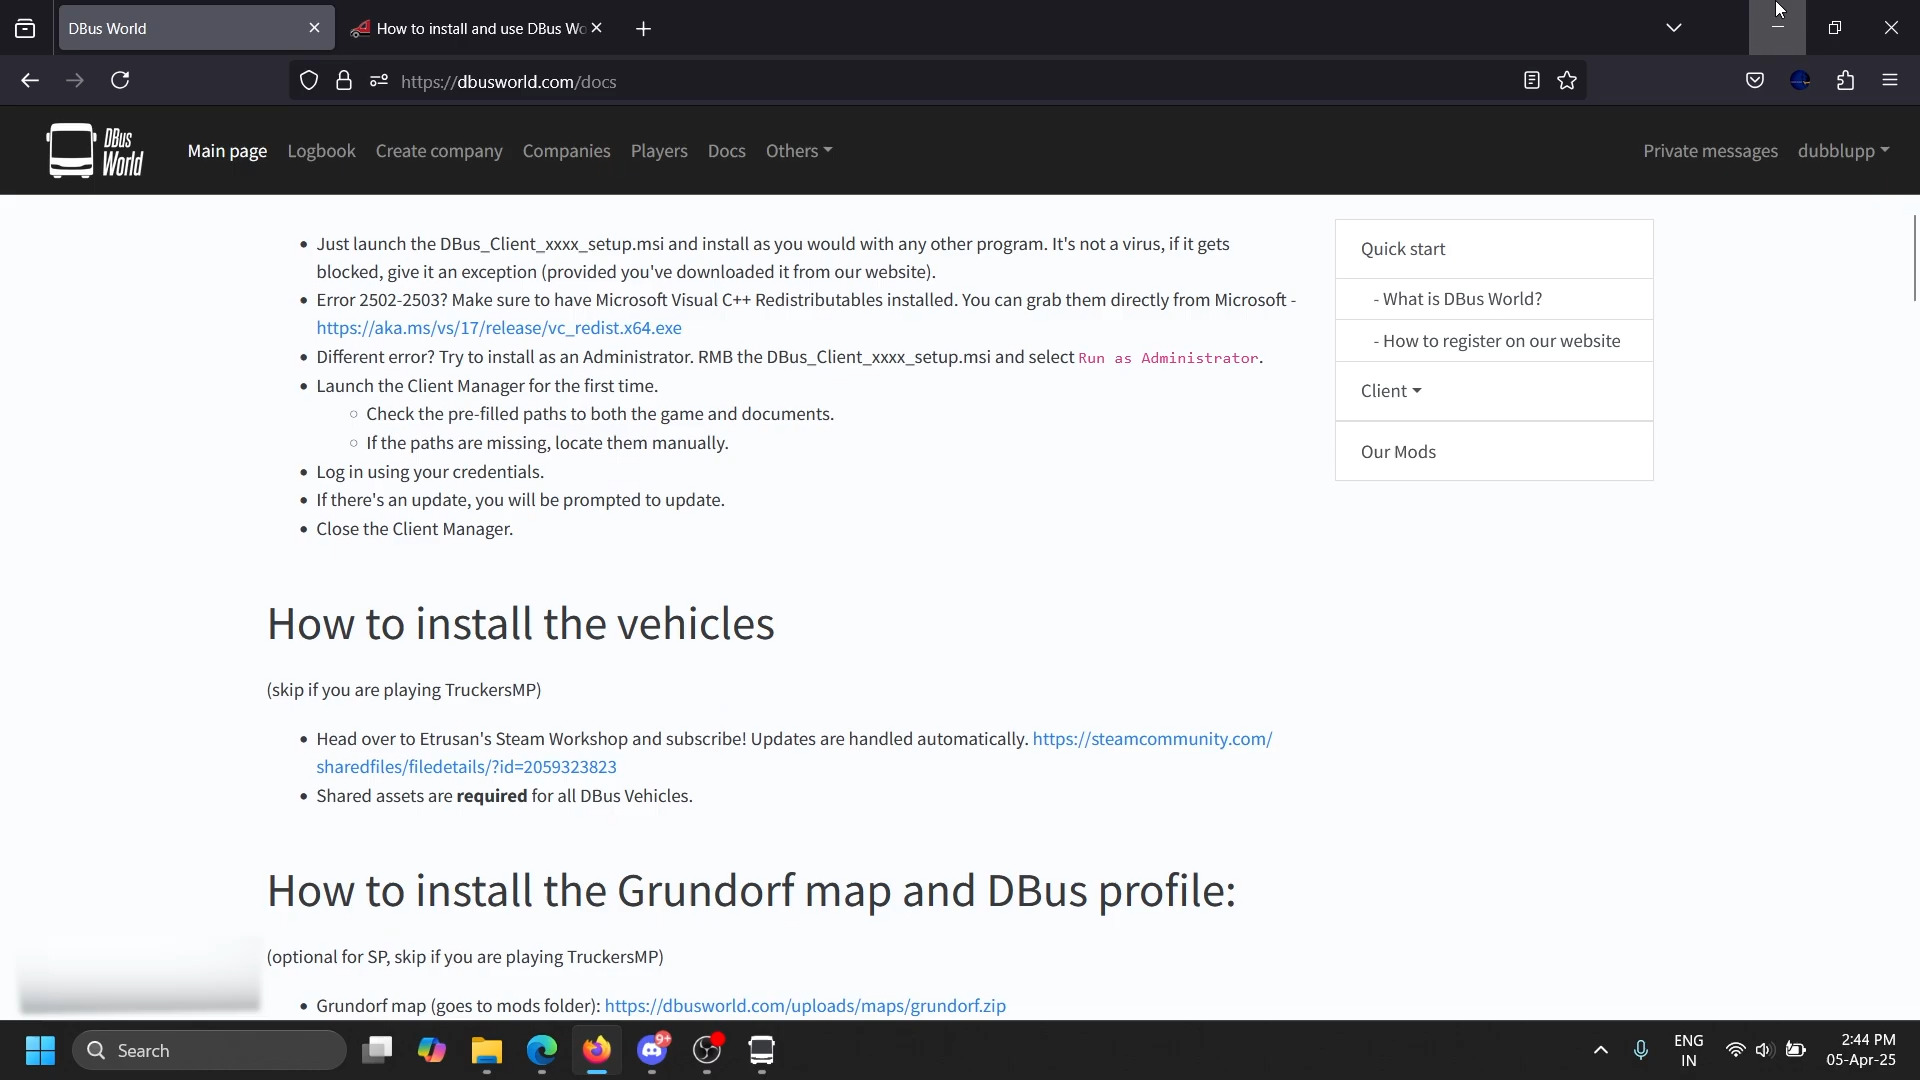 DBus World
How to install and use DBus Wo
https://dbusworld.com/docs
DBus World
Main page
Logbook
Create company
Companies
Players
Docs
Others
Private messages
dubblupp
• Just launch the DBus_Client_xxxx_setup.msi and install as you would with any other program. It's not a virus, if it gets
blocked, give it an exception (provided you've downloaded it from our website).
• Error 2502-2503? Make sure to have Microsoft Visual C++ Redistributables installed. You can grab them directly from Microsoft -
https://aka.ms/vs/17/release/vc_redist.x64.exe
• Different error? Try to install as an Administrator. RMB the DBus_Client_xxxx_setup.msi and select Run as Administrator.
• Launch the Client Manager for the first time.
◦ Check the pre-filled paths to both the game and documents.
◦ If the paths are missing, locate them manually.
• Log in using your credentials.
• If there's an update, you will be prompted to update.
• Close the Client Manager.
Quick start
- What is DBus World?
- How to register on our website
Client
Our Mods
How to install the vehicles
(skip if you are playing TruckersMP)
• Head over to Etrusan's Steam Workshop and subscribe! Updates are handled automatically. https://steamcommunity.com/
sharedfiles/filedetails/?id=2059323823
• Shared assets are required for all DBus Vehicles.
How to install the Grundorf map and DBus profile:
(optional for SP, skip if you are playing TruckersMP)
• Grundorf map (goes to mods folder): https://dbusworld.com/uploads/maps/grundorf.zip
Search
9+
ENG
IN
2:44 PM
05-Apr-25